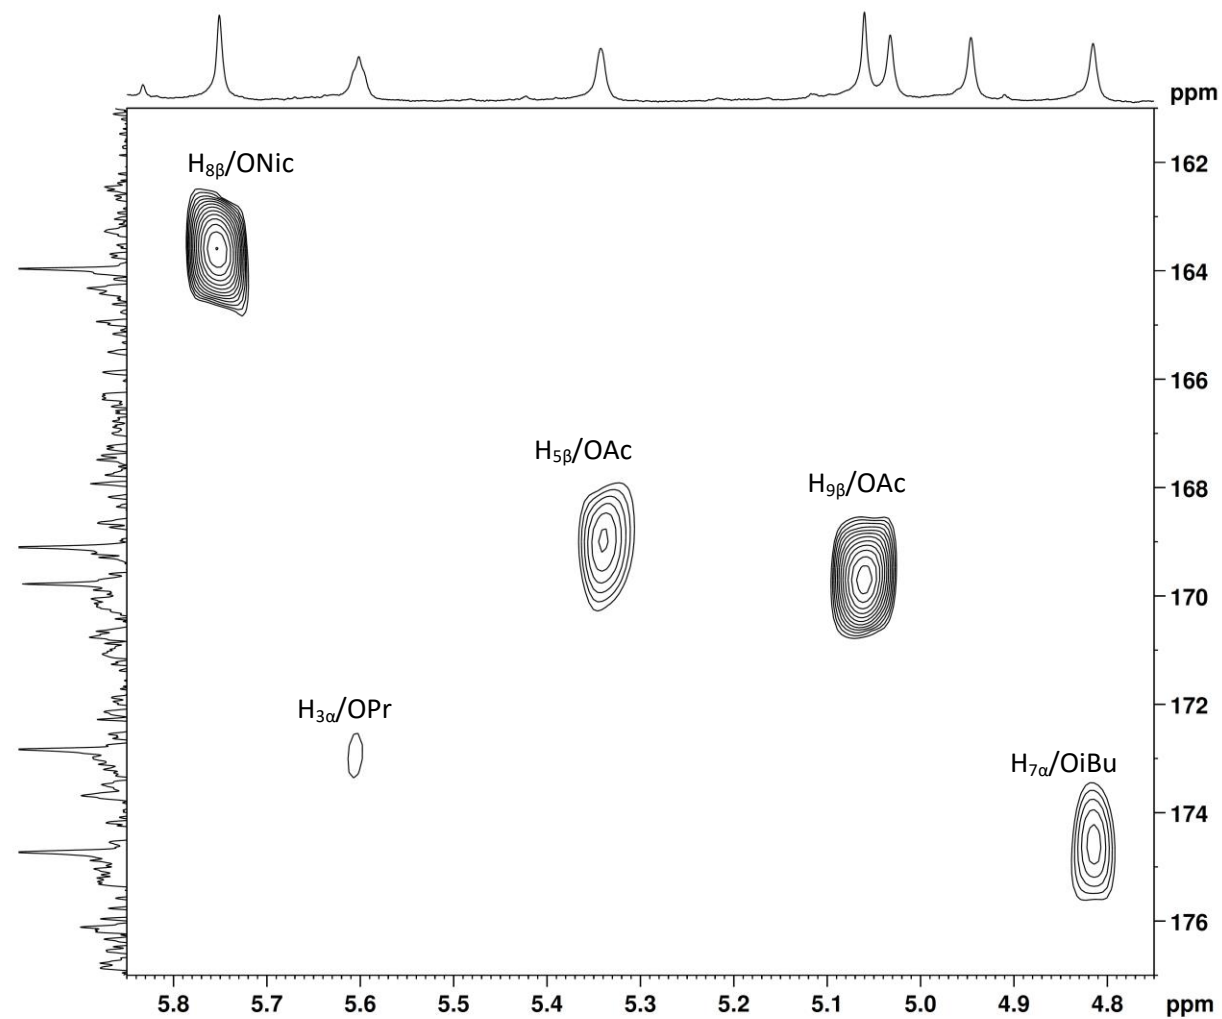 ppm
162
H8β/ONic
164
166
H5β/OAc
168
H9β/OAc
170
H3α/OPr
172
H7α/OiBu
174
176
5.8 5.7 5.6 5.5 5.4 5.3 5.2 5.1 5.0 4.9 4.8 ppm